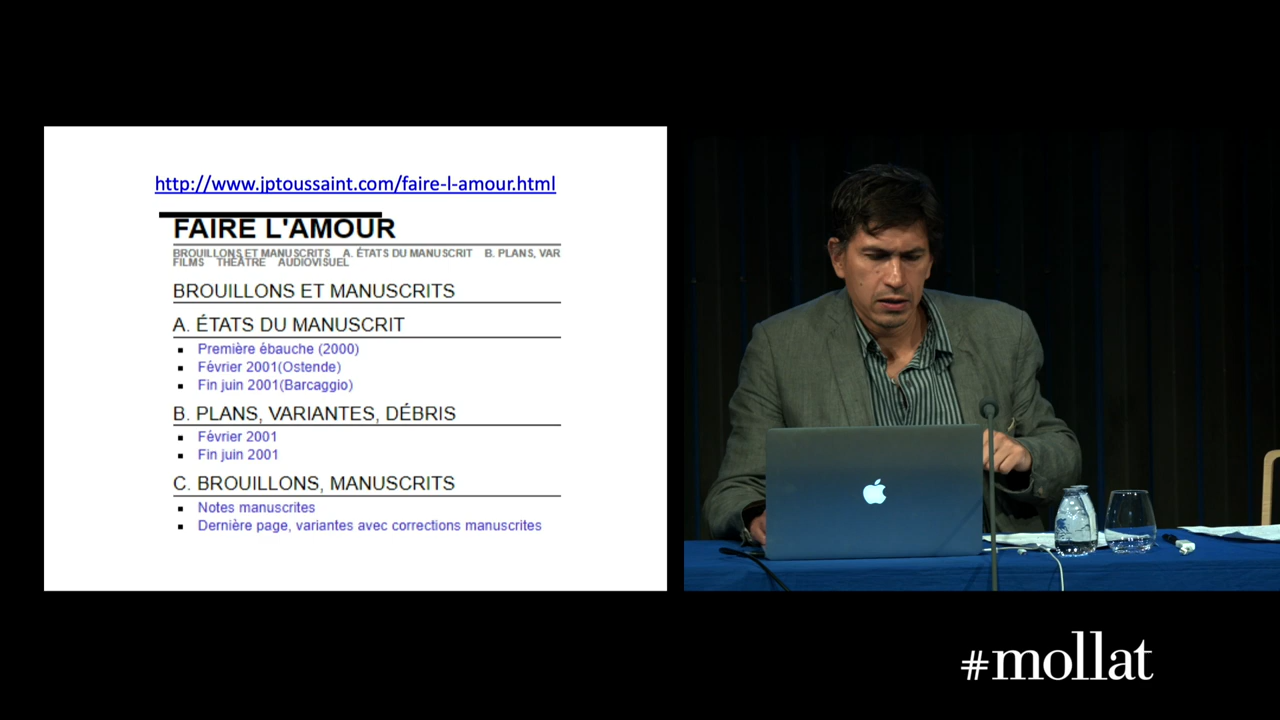 http://www.jptoussaint.com/faire-l-amour.html
FAIRE L'AMOUR
BROUILLONS ET MANUSCRITS A. ÉTATS DU MANUSCRIT B. PLANS, VAR
FILMS THÉÂTRE AUDIOVISUEL
BROUILLONS ET MANUSCRITS
A. ÉTATS DU MANUSCRIT
Première ébauche (2000)
Février 2001(Ostende)
Fin juin 2001(Barcaggio)
B. PLANS, VARIANTES, DÉBRIS
Février 2001
Fin juin 2001
C. BROUILLONS, MANUSCRITS
Notes manuscrites
Dernière page, variantes avec corrections manuscrites
#mollat